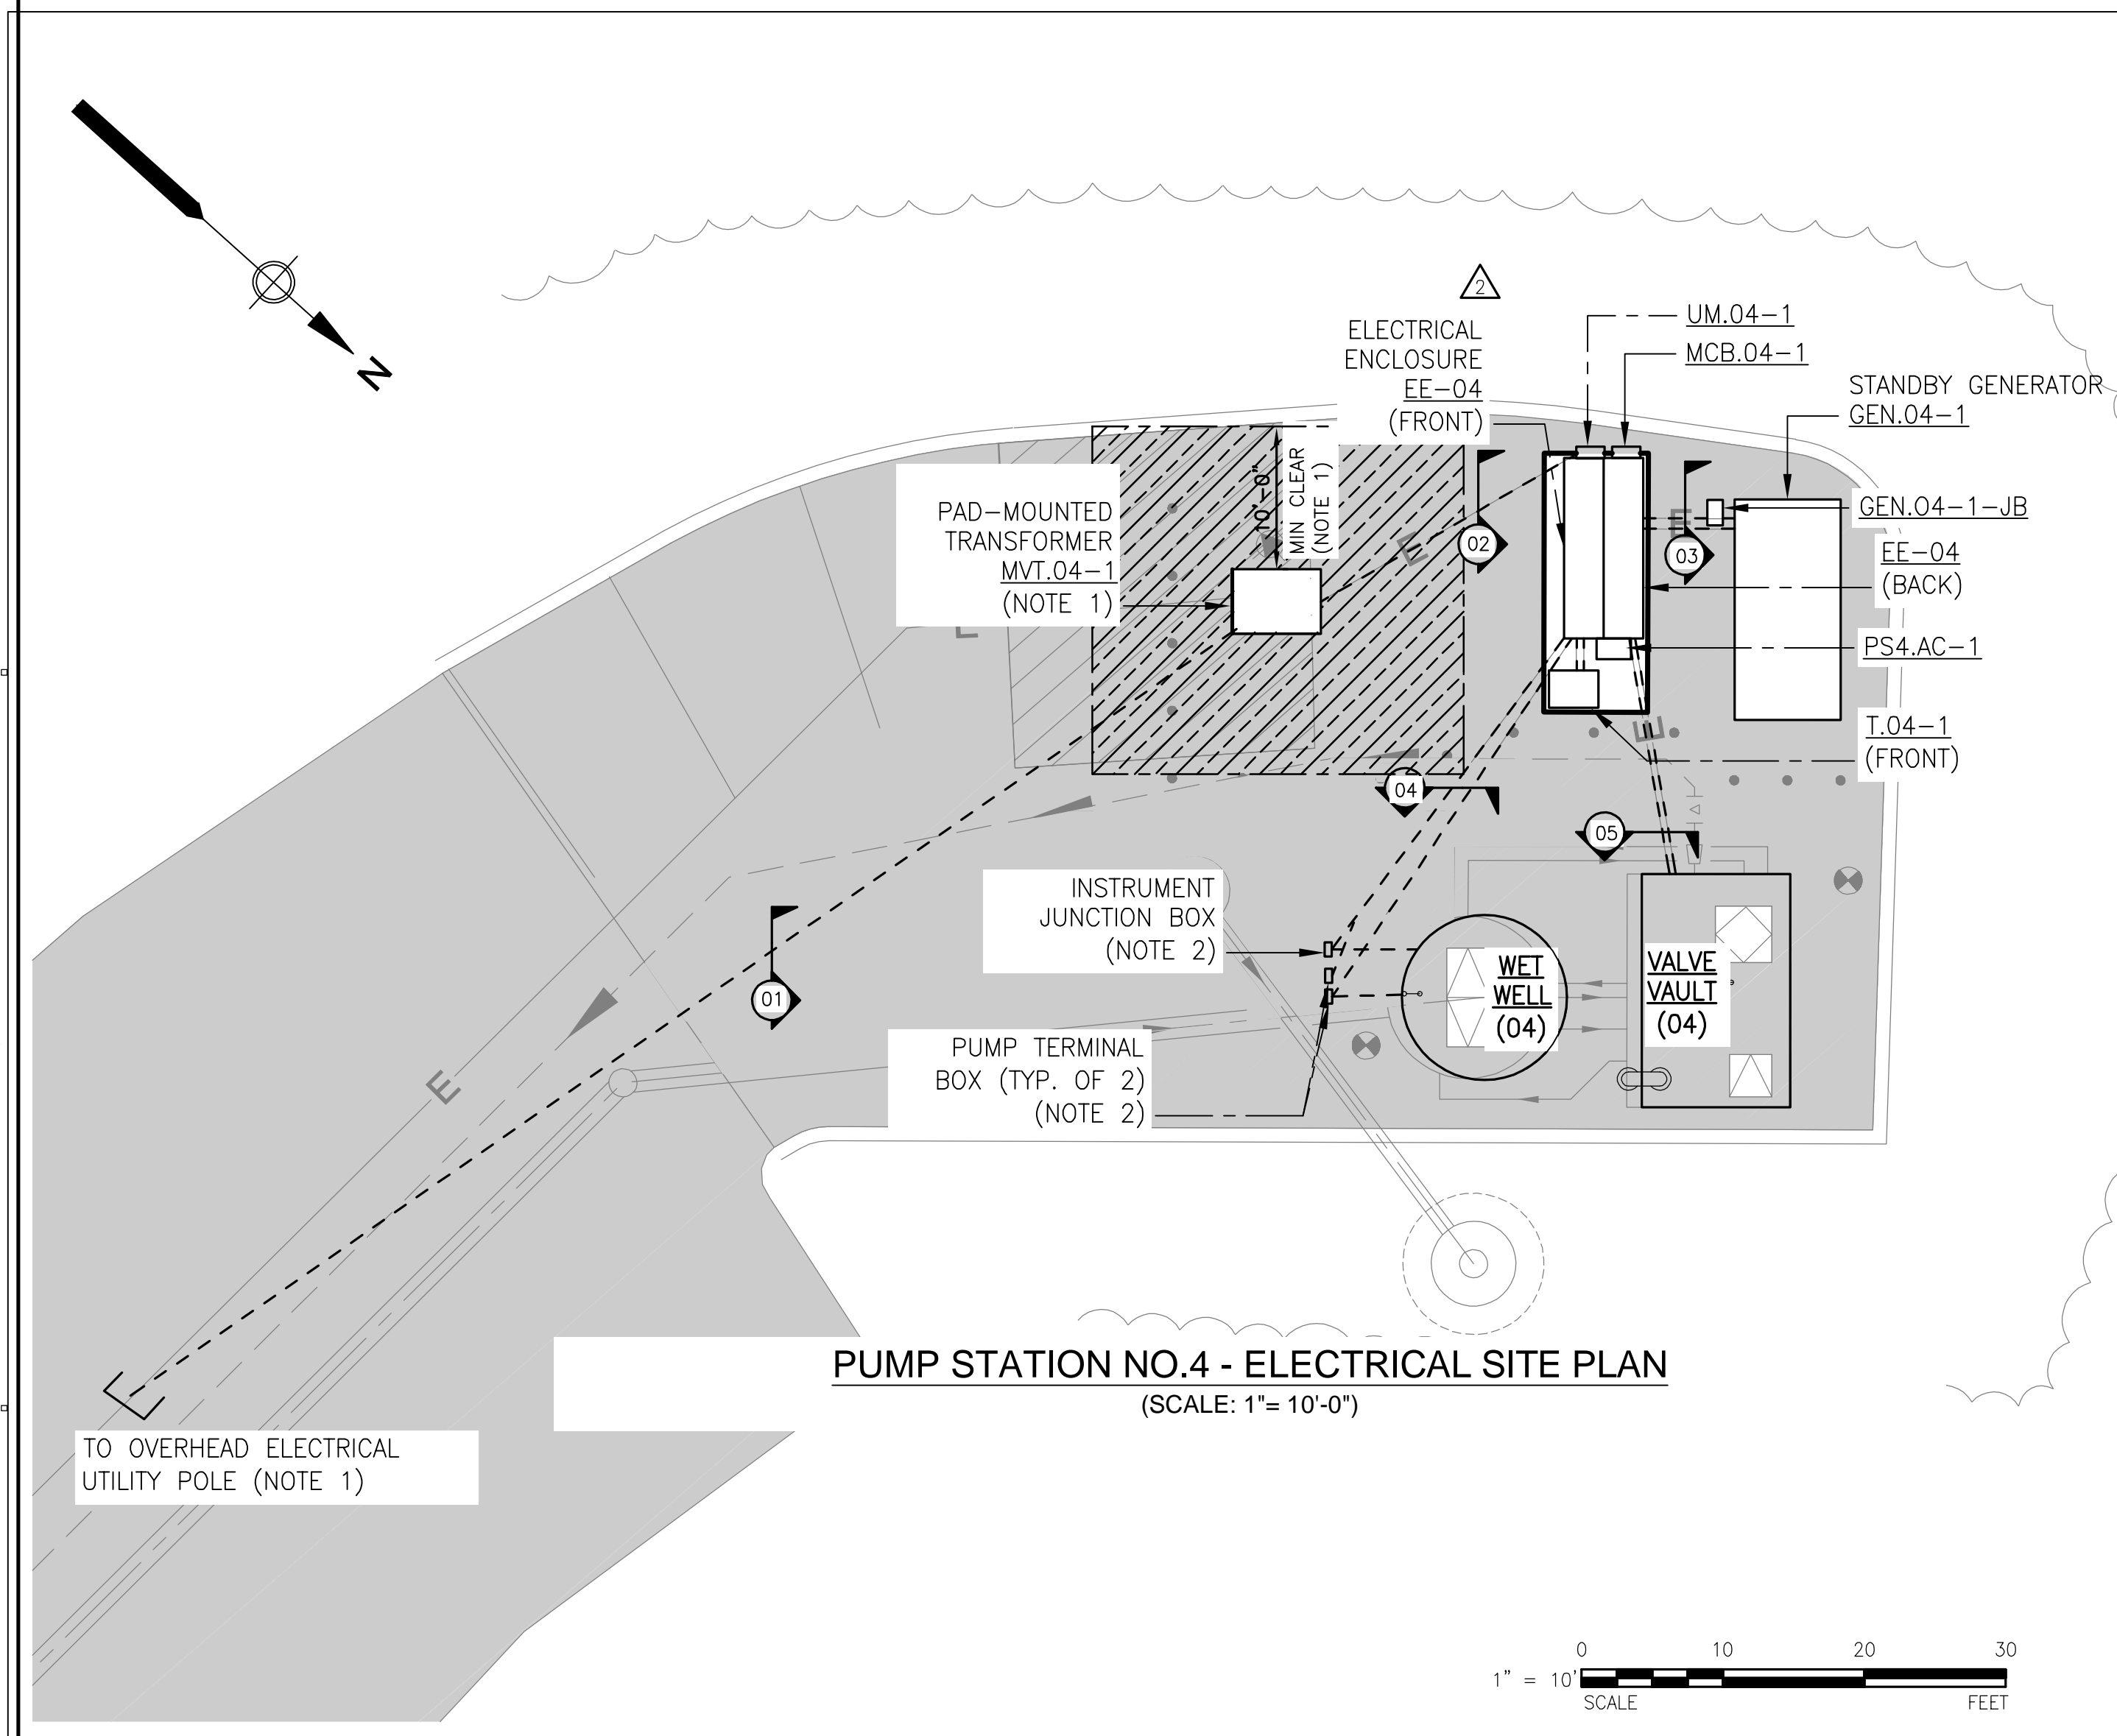 N
2
ELECTRICAL
ENCLOSURE
EE-04
(FRONT)
UM.04-1
MCB.04-1
STANDBY GENERATOR
GEN.04-1
GEN.04-1-JB
EE-04
(BACK)
PS4.AC-1
T.04-1
(FRONT)
PAD-MOUNTED
TRANSFORMER
MVT.04-1
(NOTE 1)
10'-0"
MIN CLEAR
(NOTE 1)
E
E
E
E
02
03
04
05
01
INSTRUMENT
JUNCTION BOX
(NOTE 2)
WET
WELL
(04)
VALVE
VAULT
(04)
PUMP TERMINAL
BOX (TYP. OF 2)
(NOTE 2)
PUMP STATION NO.4 - ELECTRICAL SITE PLAN
(SCALE: 1"= 10'-0")
TO OVERHEAD ELECTRICAL
UTILITY POLE (NOTE 1)
0 10 20 30
1" = 10'
SCALE FEET